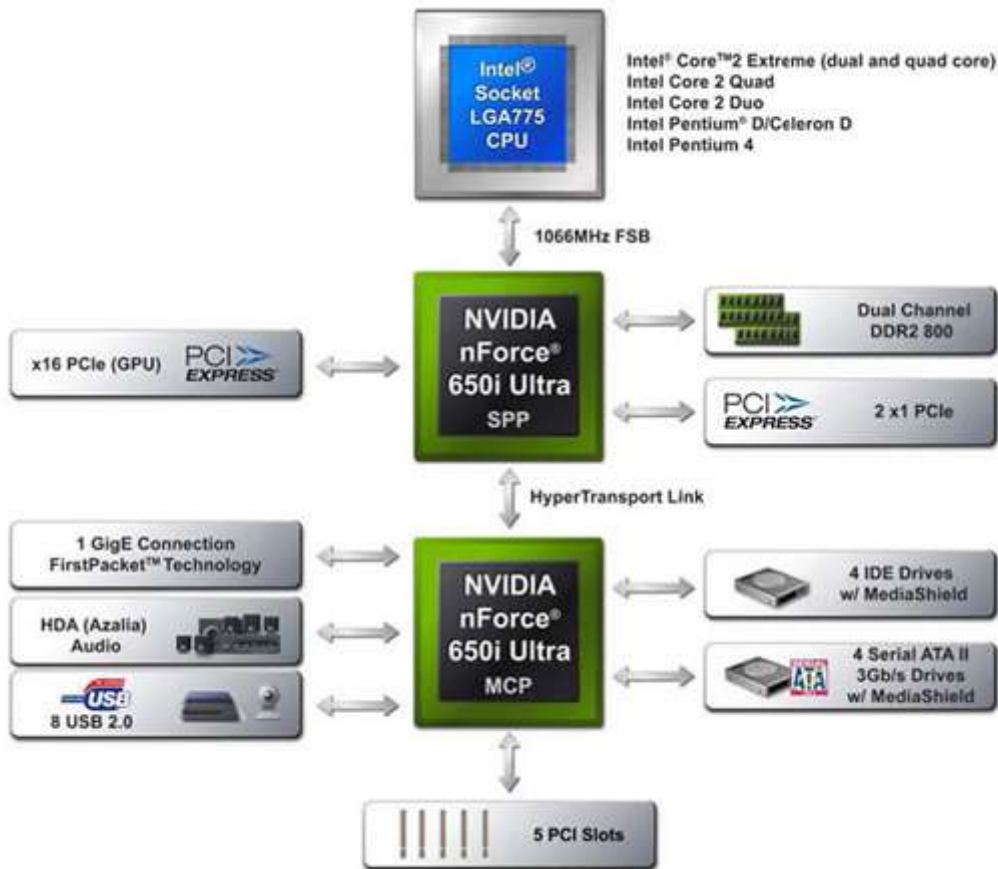 Intel®
Socket
LGA775
CPU
Intel® Core™2 Extreme (dual and quad core)
Intel Core 2 Quad
Intel Core 2 Duo
Intel Pentium® D/Celeron D
Intel Pentium 4
1066MHz FSB
NVIDIA
nForce®
650i Ultra
SPP
x16 PCIe (GPU)
PCI
EXPRESS
Dual Channel
DDR2 800
PCI
EXPRESS
2 x1 PCIe
HyperTransport Link
NVIDIA
nForce®
650i Ultra
MCP
1 GigE Connection
FirstPacket™ Technology
HDA (Azalia)
Audio
USB
8 USB 2.0
4 IDE Drives
w/ MediaShield
SERIAL
ATA
4 Serial ATA II
3Gb/s Drives
w/ MediaShield
5 PCI Slots